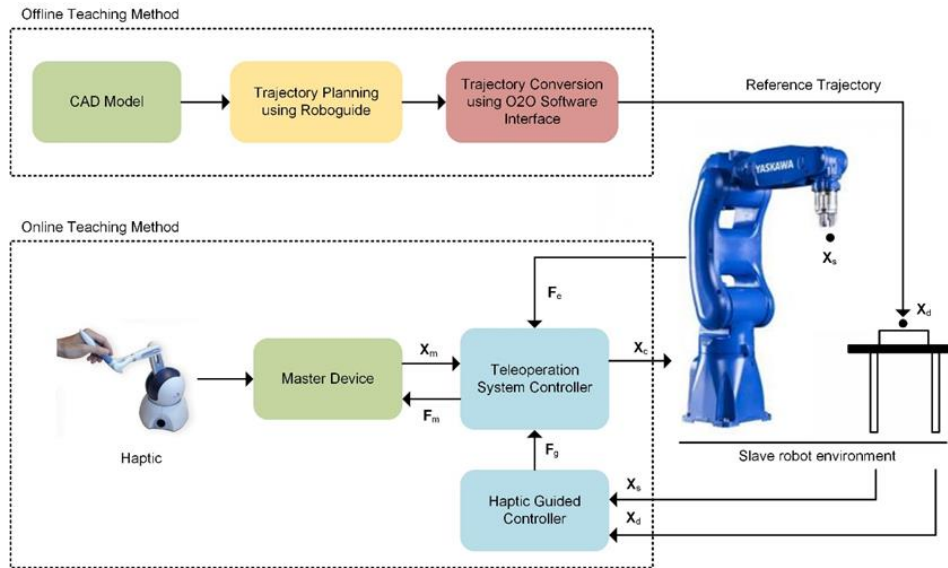 Offline Teaching Method
CAD Model
Trajectory Planning
using Roboguide
Trajectory Conversion
using O2O Software
Interface
Reference Trajectory
YASKAWA
Xs
Xd
Online Teaching Method
Fe
Haptic
Master Device
Xm
Fm
Teleoperation
System Controller
Xc
Fg
Haptic Guided
Controller
Slave robot environment
Xs
Xd